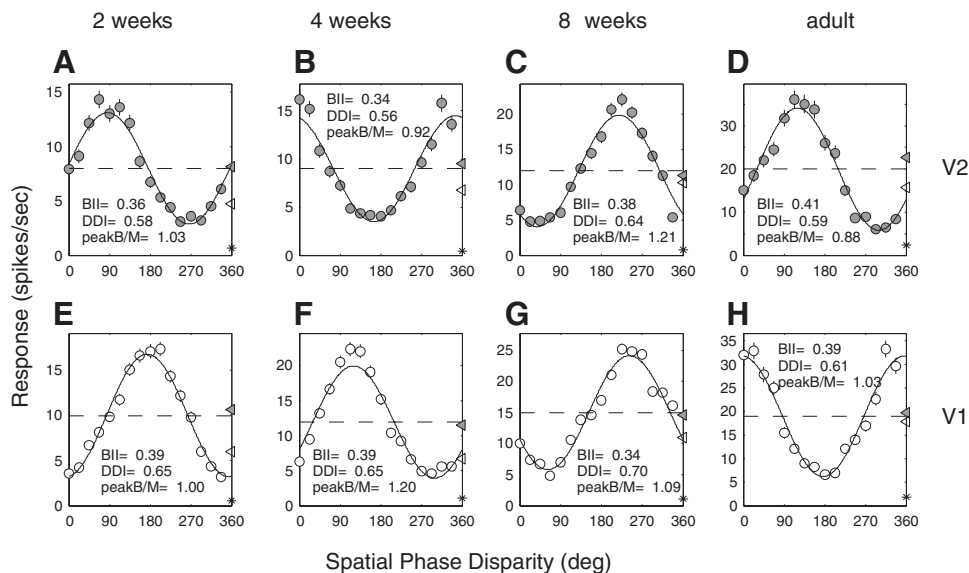 2 weeks 4 weeks 8 weeks adult
A B C D
15
10
5
0
BII= 0.36
DDI= 0.58
peakB/M= 1.03
0 90 180 270 360
15
10
5
0
BII= 0.34
DDI= 0.56
peakB/M= 0.92
0 90 180 270 360
20
15
10
5
0
BII= 0.38
DDI= 0.64
peakB/M= 1.21
0 90 180 270 360
40
30
20
10
0
BII= 0.41
DDI= 0.59
peakB/M= 0.88
0 90 180 270 360
V2
Response (spikes/sec)
E F G H
15
10
5
0
BII= 0.39
DDI= 0.65
peakB/M= 1.00
0 90 180 270 360
20
15
10
5
0
BII= 0.39
DDI= 0.65
peakB/M= 1.20
0 90 180 270 360
25
20
15
10
5
0
BII= 0.34
DDI= 0.70
peakB/M= 1.09
0 90 180 270 360
35
30
25
20
15
10
5
0
BII= 0.39
DDI= 0.61
peakB/M= 1.03
0 90 180 270 360
V1
Spatial Phase Disparity (deg)